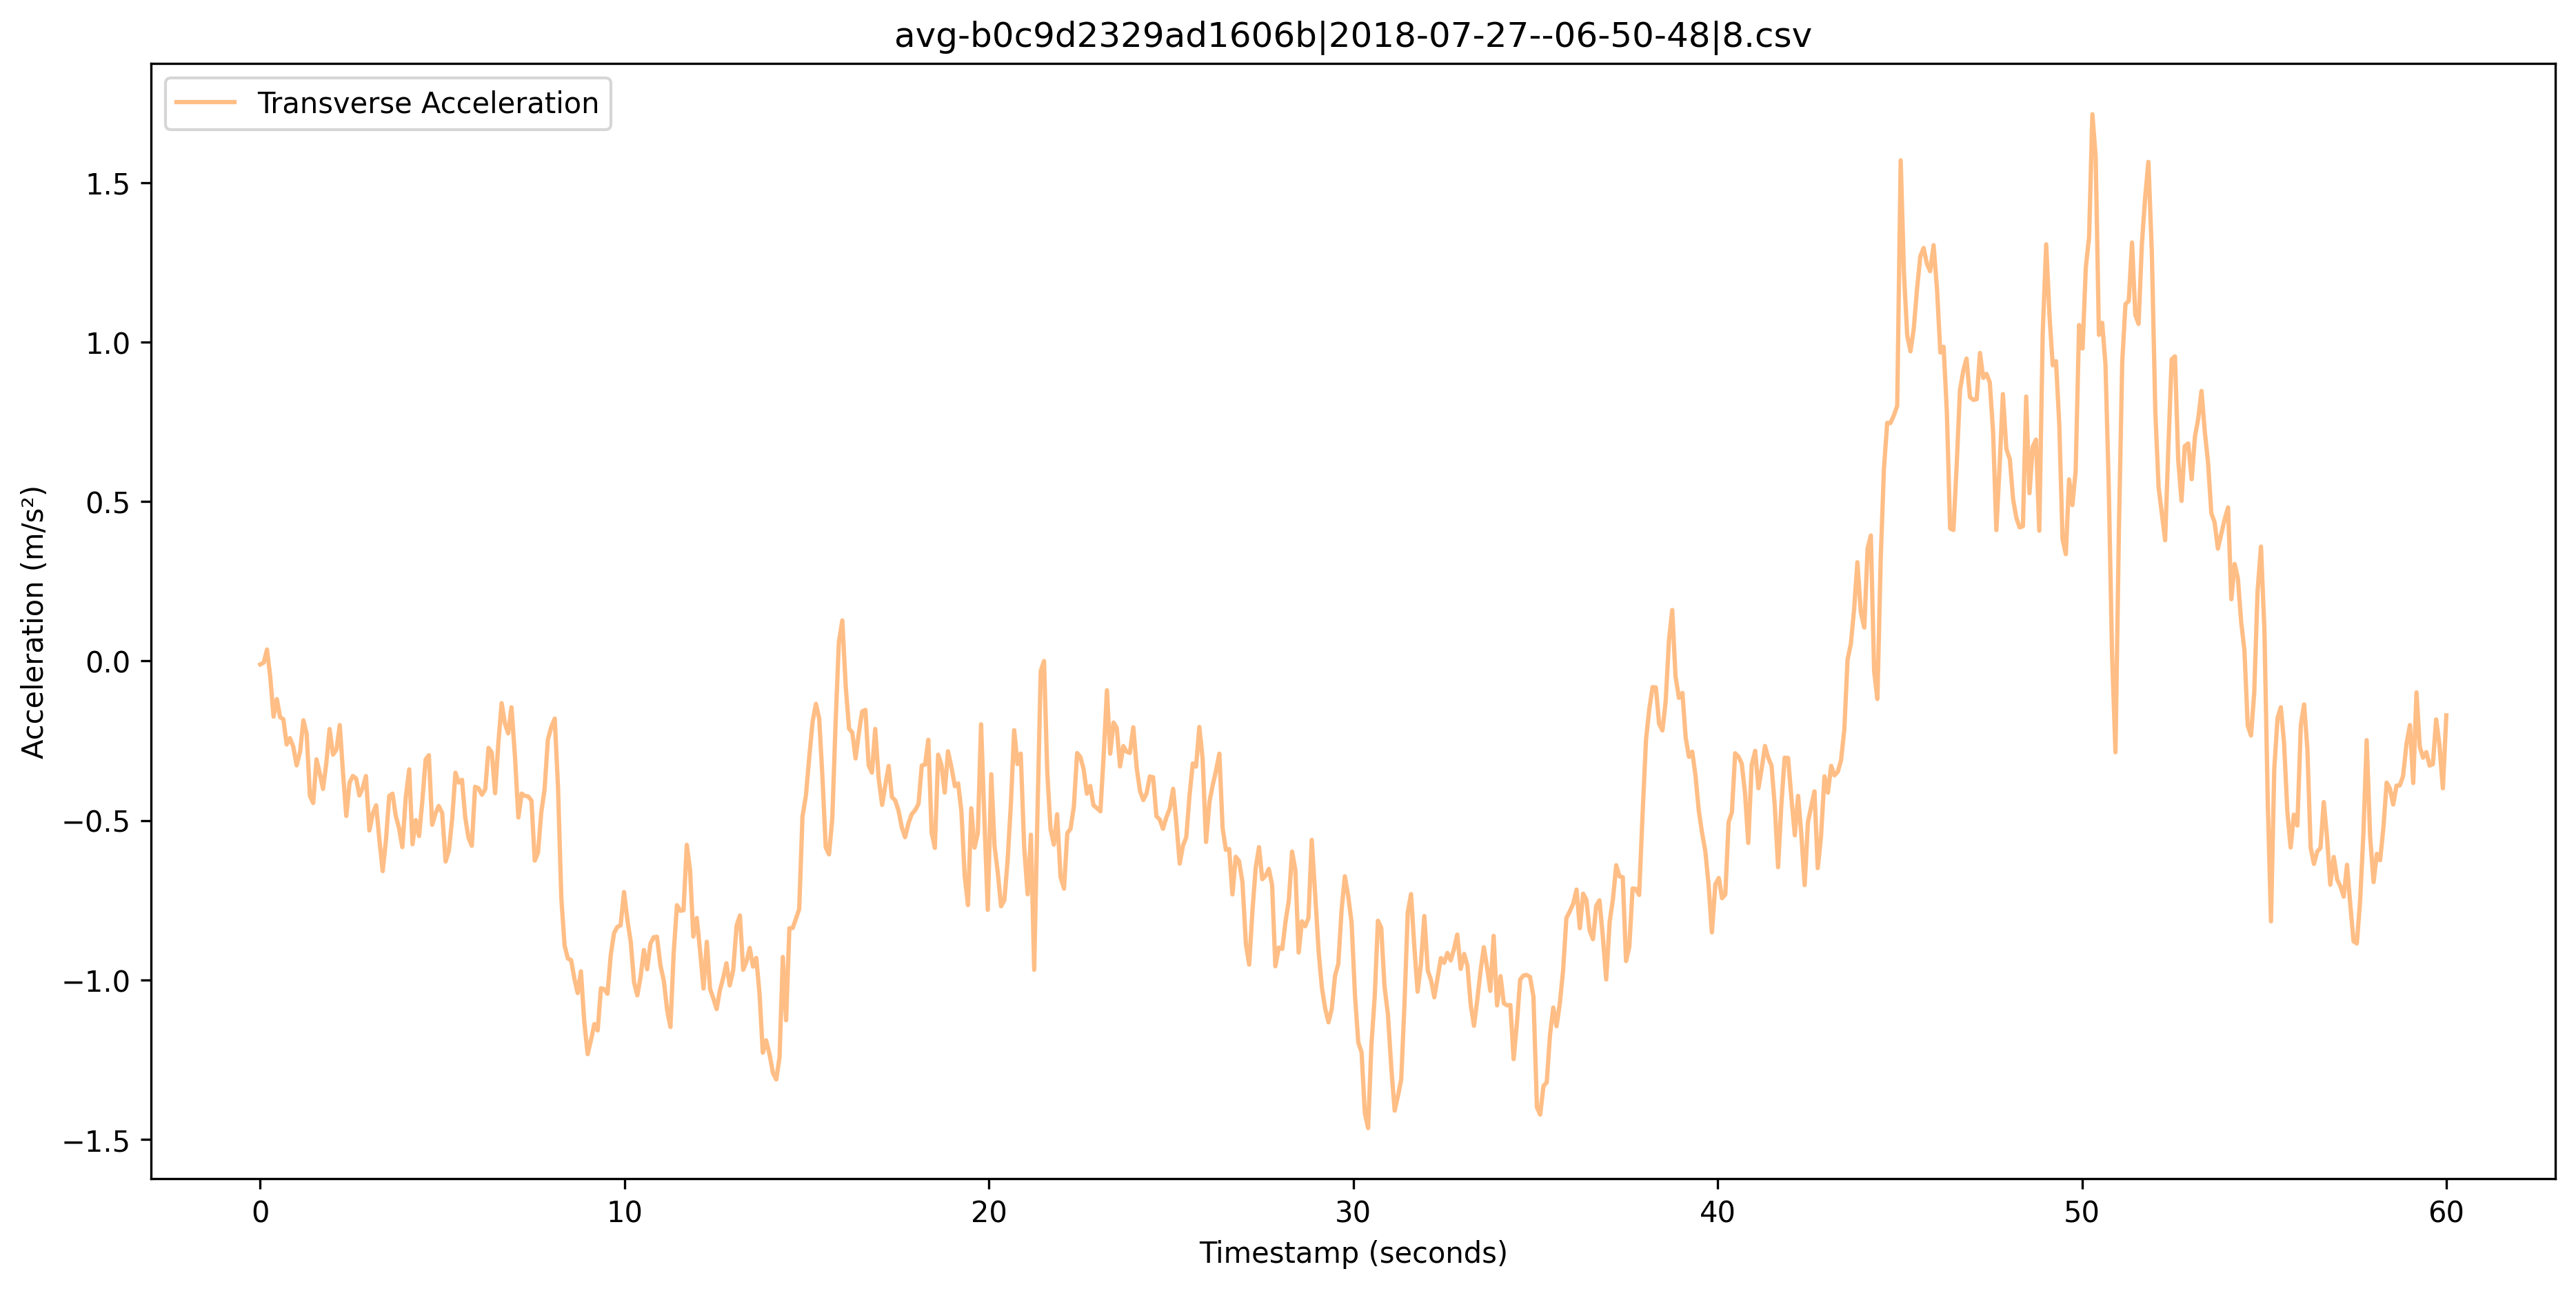 avg-b0c9d2329ad1606b|2018-07-27--06-50-48|8.csv
Transverse Acceleration
1.5
1.0
0.5
0.0
−0.5
−1.0
−1.5
Acceleration (m/s²)
0 10 20 30 40 50 60
Timestamp (seconds)